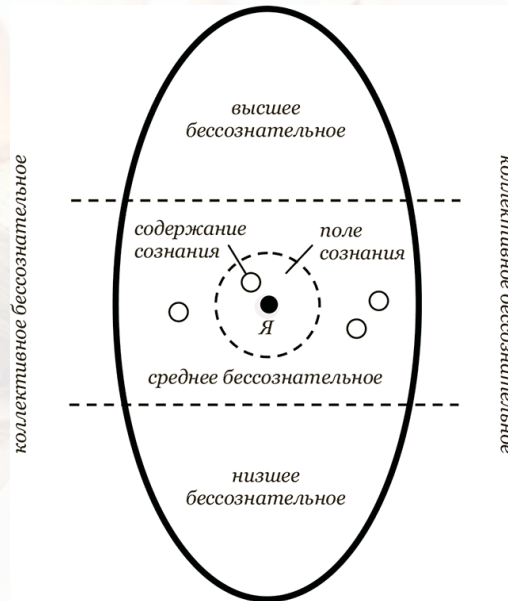 высшее
бессознательное
коллективное бессознательное
коллективное бессознательное
содержание
сознания
поле
сознания
Я
среднее бессознательное
низшее
бессознательное